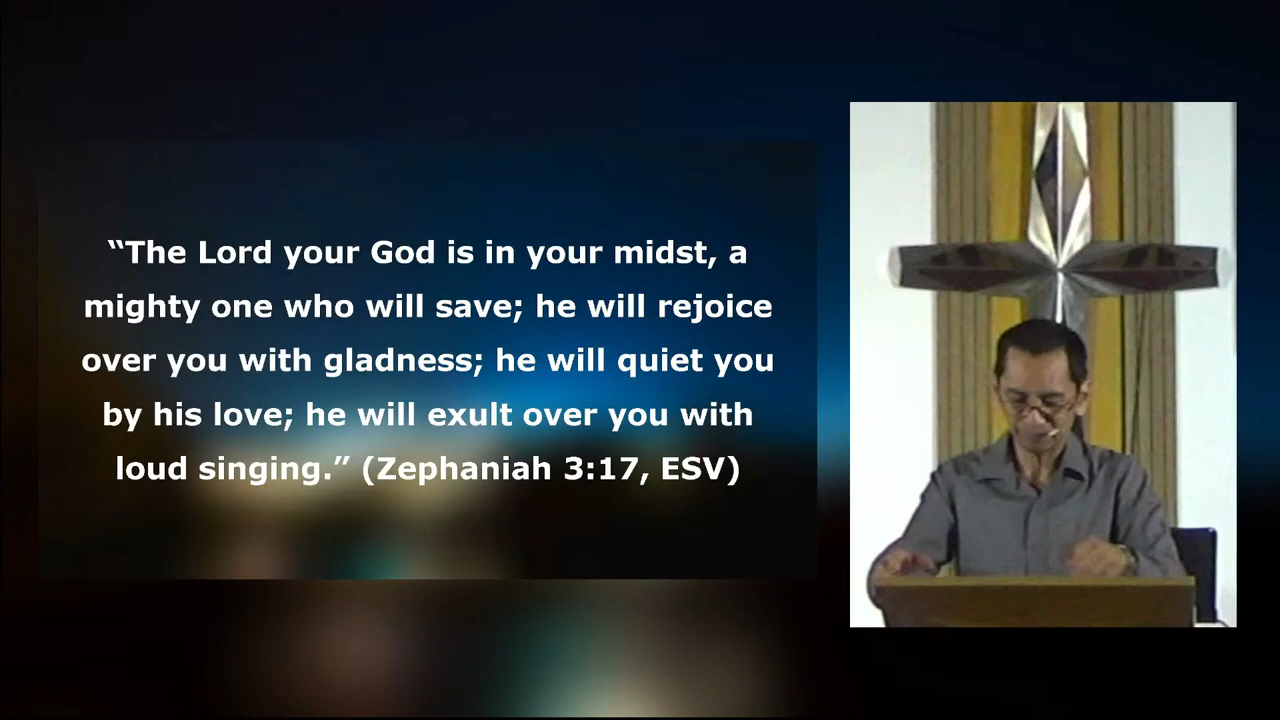 “The Lord your God is in your midst, a
mighty one who will save; he will rejoice
over you with gladness; he will quiet you
by his love; he will exult over you with
loud singing.” (Zephaniah 3:17, ESV)